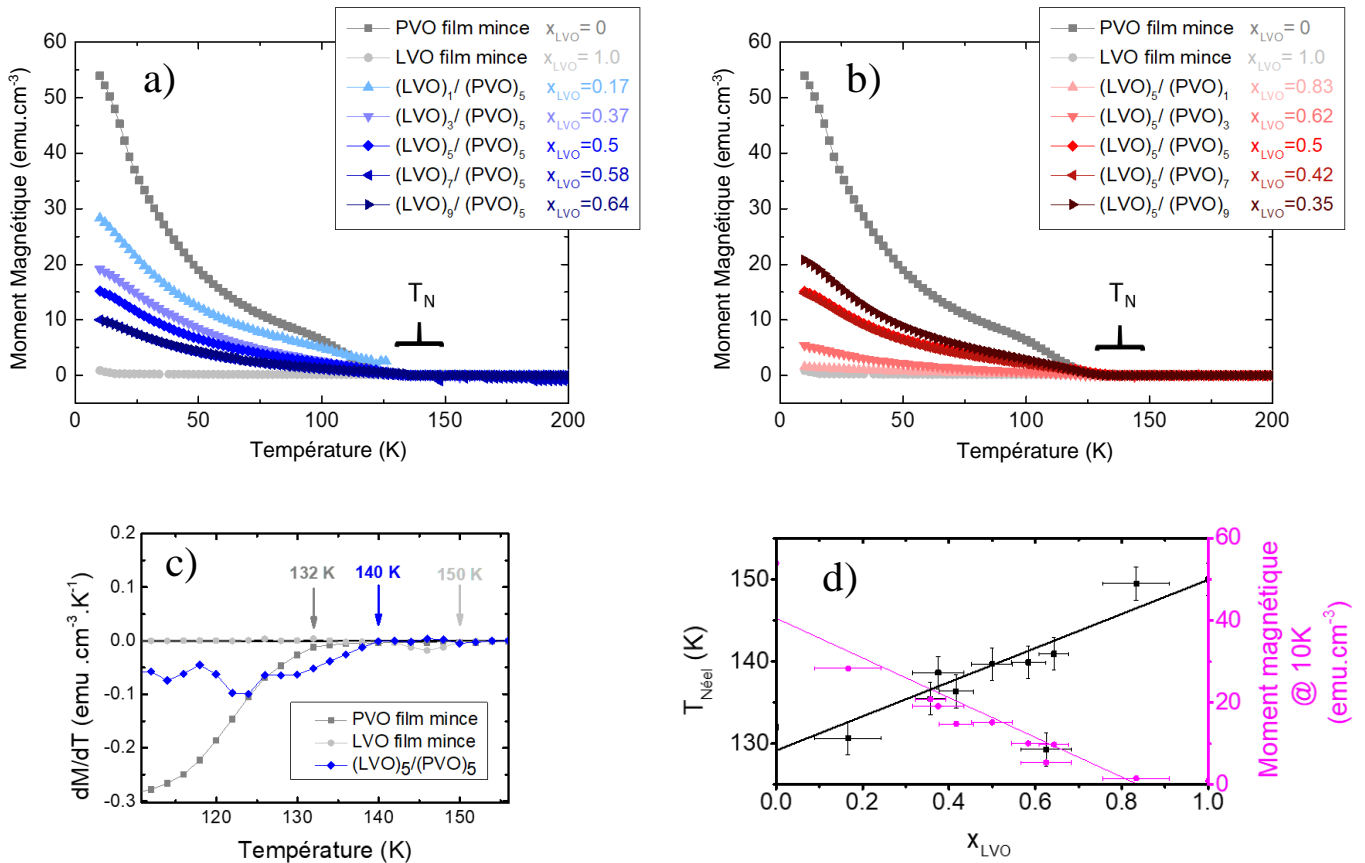 PVO film mince x_LVO= 0
LVO film mince x_LVO= 1.0
(LVO)1/ (PVO)5 x_LVO=0.17
(LVO)3/ (PVO)5 x_LVO=0.37
(LVO)5/ (PVO)5 x_LVO=0.5
(LVO)7/ (PVO)5 x_LVO=0.58
(LVO)9/ (PVO)5 x_LVO=0.64
a)
T_N
60
50
40
30
20
10
0
Moment Magnétique (emu.cm-3)
0 50 100 150 200
Température (K)
PVO film mince x_LVO= 0
LVO film mince x_LVO= 1.0
(LVO)5/ (PVO)1 x_LVO=0.83
(LVO)5/ (PVO)3 x_LVO=0.62
(LVO)5/ (PVO)5 x_LVO=0.5
(LVO)5/ (PVO)7 x_LVO=0.42
(LVO)5/ (PVO)9 x_LVO=0.35
b)
T_N
60
50
40
30
20
10
0
Moment Magnétique (emu.cm-3)
0 50 100 150 200
Température (K)
c)
132 K 140 K 150 K
0.2
0.1
0.0
-0.1
-0.2
-0.3
dM/dT (emu .cm-3.K-1)
PVO film mince
LVO film mince
(LVO)5/(PVO)5
120 130 140 150
Température (K)
d)
150
140
130
T_Néel (K)
60
40
20
0
Moment magnétique
@ 10K
(emu.cm-3)
0.0 0.2 0.4 0.6 0.8 1.0
x_LVO